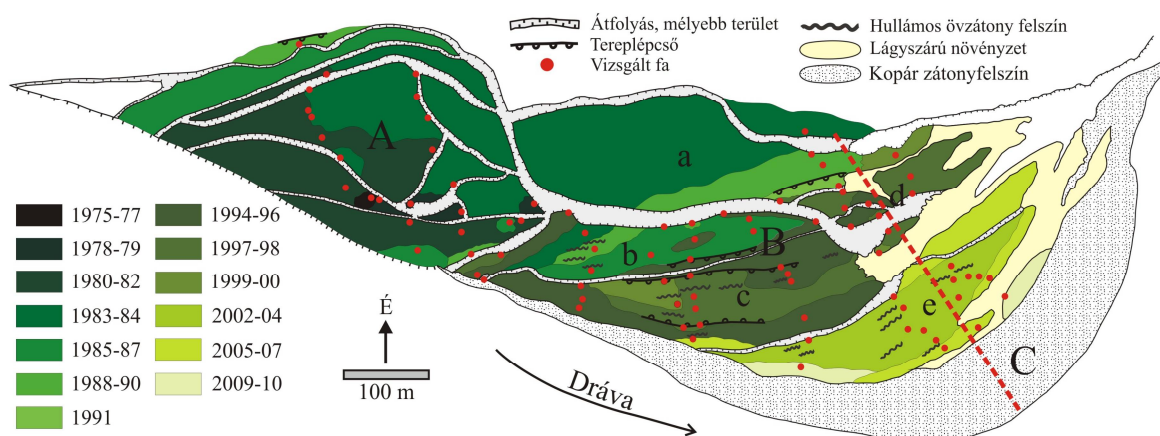 Átfolyás, mélyebb terület
Tereplépcső
Vizsgált fa
Hullámos övzátony felszín
Lágyszárú növényzet
Kopár zátonyfelszín
A
a
d
b
B
c
e
C
1975-77
1978-79
1980-82
1983-84
1985-87
1988-90
1991
1994-96
1997-98
1999-00
2002-04
2005-07
2009-10
É
100 m
Dráva